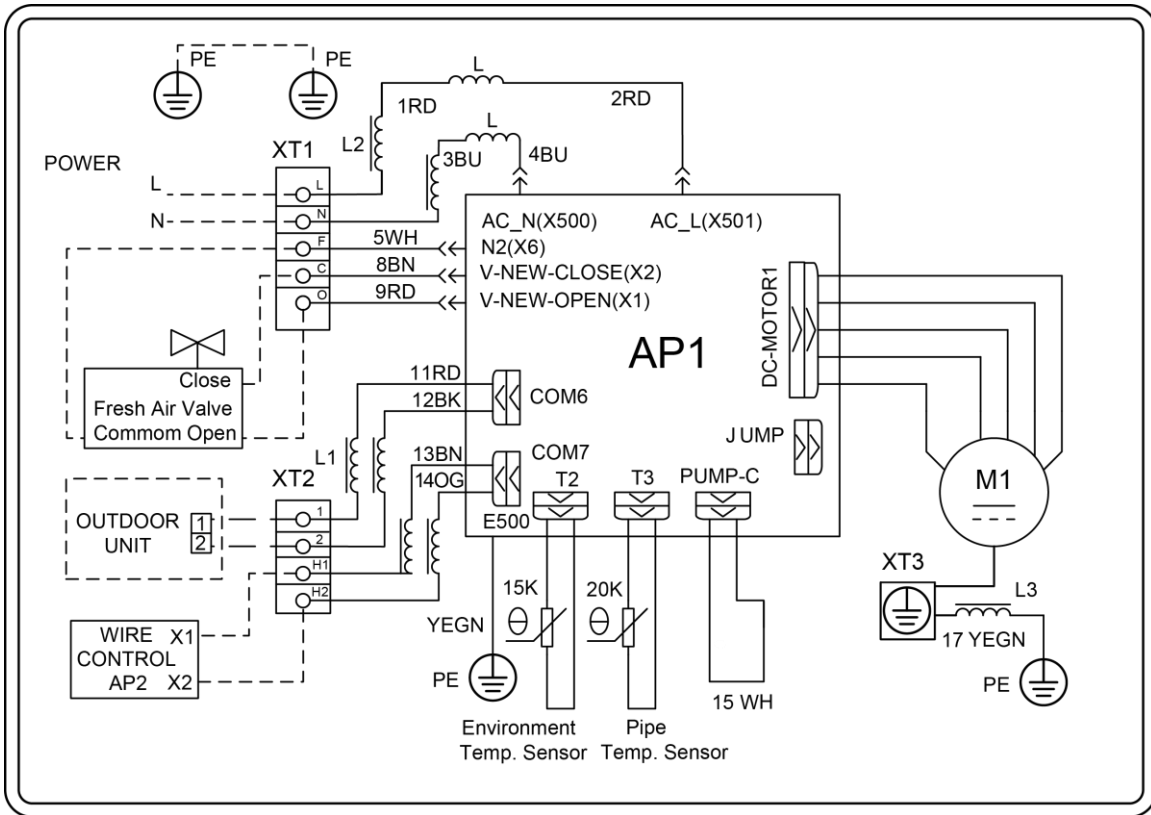 PE
PE
L
1RD
2RD
L2
L
3BU
4BU
XT1
POWER
L
L
N
N
F
C
O
5WH
8BN
9RD
AC_N(X500)
AC_L(X501)
N2(X6)
V-NEW-CLOSE(X2)
V-NEW-OPEN(X1)
AP1
DC-MOTOR1
Close
Fresh Air Valve
Commom Open
11RD
12BK
COM6
JUMP
L1
13BN
14OG
COM7
T2
T3
PUMP-C
M1
XT2
OUTDOOR
UNIT
1
2
1
2
H1
H2
E500
XT3
L3
17 YEGN
PE
15K
20K
θ
θ
YEGN
PE
WIRE
CONTROL
AP2
X1
X2
15 WH
Environment
Temp. Sensor
Pipe
Temp. Sensor